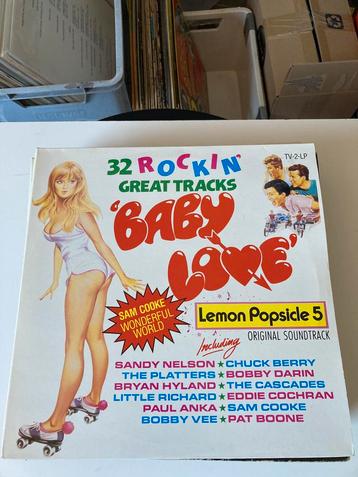 32 ROCKIN'
GREAT TRACKS
TV-2-LP
'BABY
LOVE'
SAM COOKE
WONDERFUL
WORLD
Lemon Popsicle 5
ORIGINAL SOUNDTRACK
Including
SANDY NELSON ★ CHUCK BERRY
THE PLATTERS ★ BOBBY DARIN
BRYAN HYLAND ★ THE CASCADES
LITTLE RICHARD ★ EDDIE COCHRAN
PAUL ANKA ★ SAM COOKE
BOBBY VEE ★ PAT BOONE